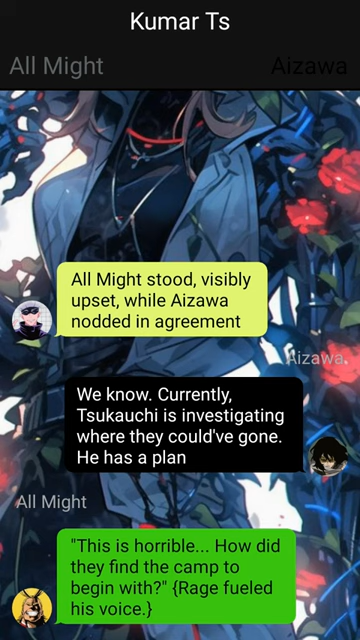 Kumar Ts
All Might
Aizawa
All Might stood, visibly
upset, while Aizawa
nodded in agreement
Aizawa
We know. Currently,
Tsukauchi is investigating
where they could've gone.
He has a plan
All Might
"This is horrible... How did
they find the camp to
begin with?" {Rage fueled
his voice.}